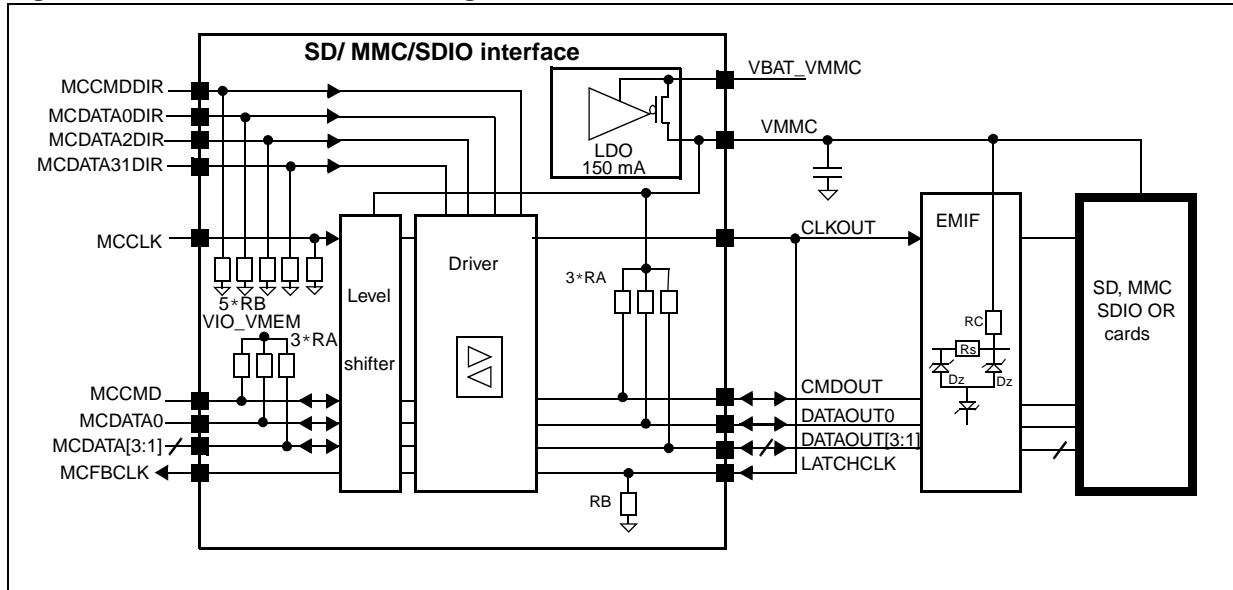 SD/ MMC/SDIO interface
MCCMDDIR
MCDATA0DIR
MCDATA2DIR
MCDATA31DIR
MCCLK
5*RB
VIO_VMEM
3*RA
MCCMD
MCDATA0
MCDATA[3:1]
MCFBCLK
Level
shifter
Driver
LDO
150 mA
3*RA
RB
VBAT_VMMC
VMMC
CLKOUT
CMDOUT
DATAOUT0
DATAOUT[3:1]
LATCHCLK
EMIF
RC
Rs
Dz
Dz
SD, MMC
SDIO OR
cards